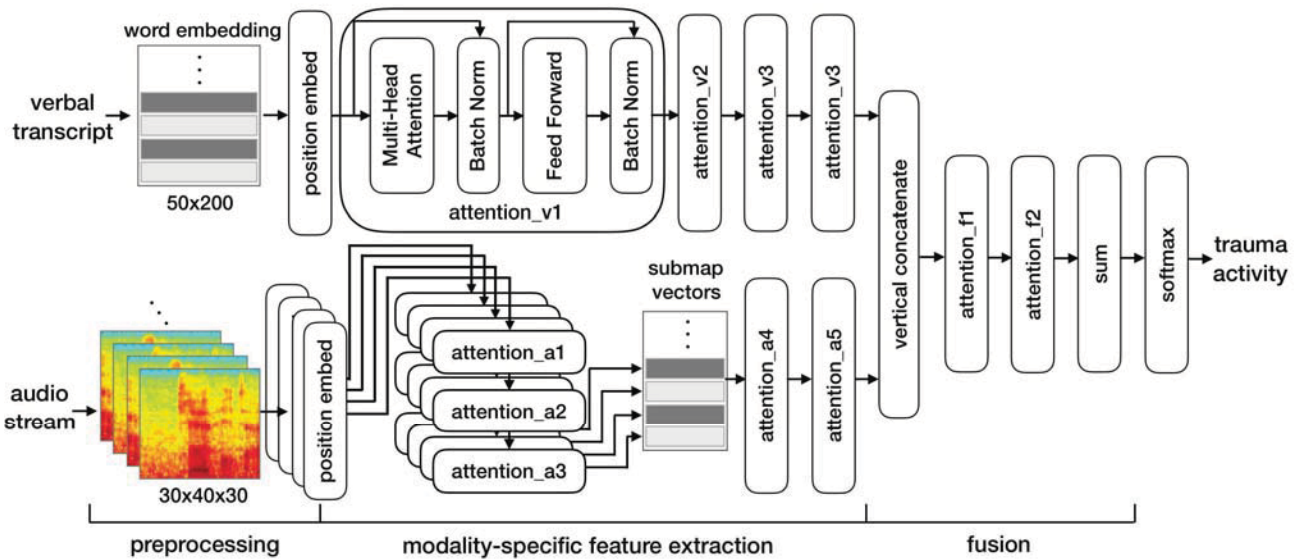 word embedding
verbal
transcript
50x200
position embed
Multi-Head
Attention
Batch Norm
Feed Forward
Batch Norm
attention_v1
attention_v2
attention_v3
attention_v3
audio
stream
30x40x30
position embed
attention_a1
attention_a2
attention_a3
submap
vectors
attention_a4
attention_a5
vertical concatenate
attention_f1
attention_f2
sum
softmax
trauma
activity
preprocessing
modality-specific feature extraction
fusion